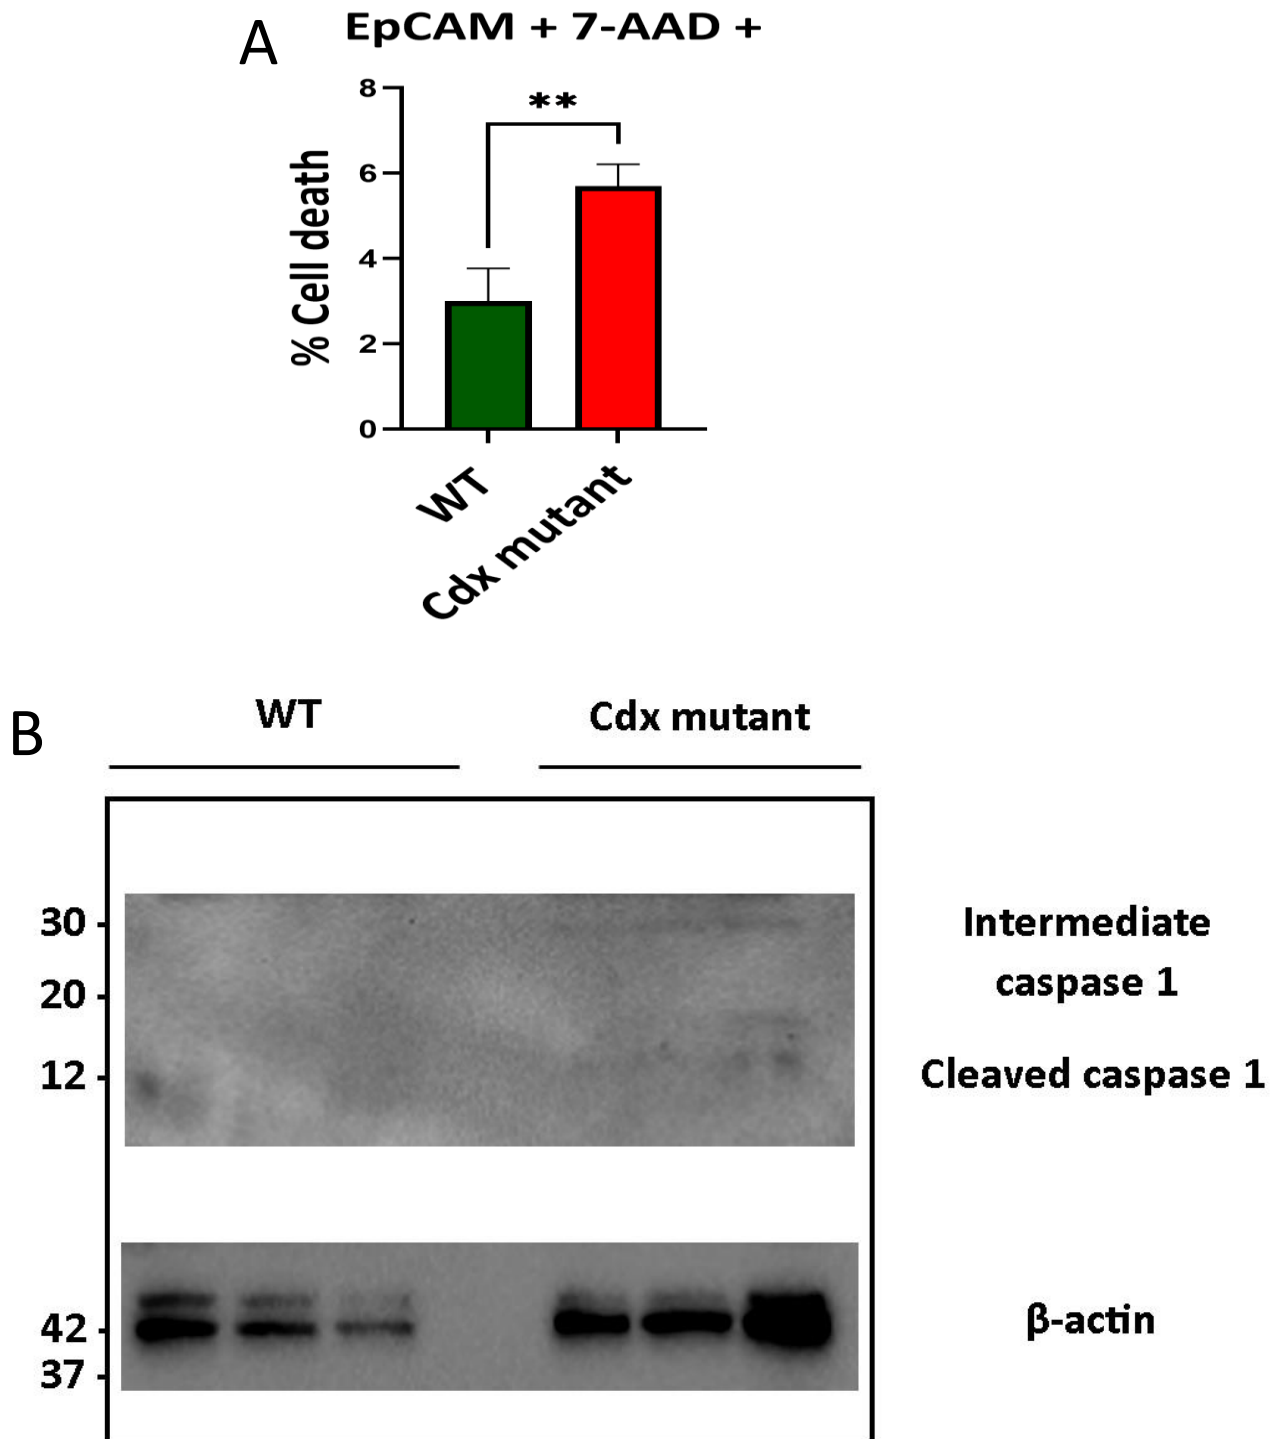 A
EpCAM + 7-AAD +
**
% Cell death
8
6
4
2
0
WT
Cdx mutant
B
WT
Cdx mutant
30
20
12
Intermediate
caspase 1
Cleaved caspase 1
42
37
β-actin